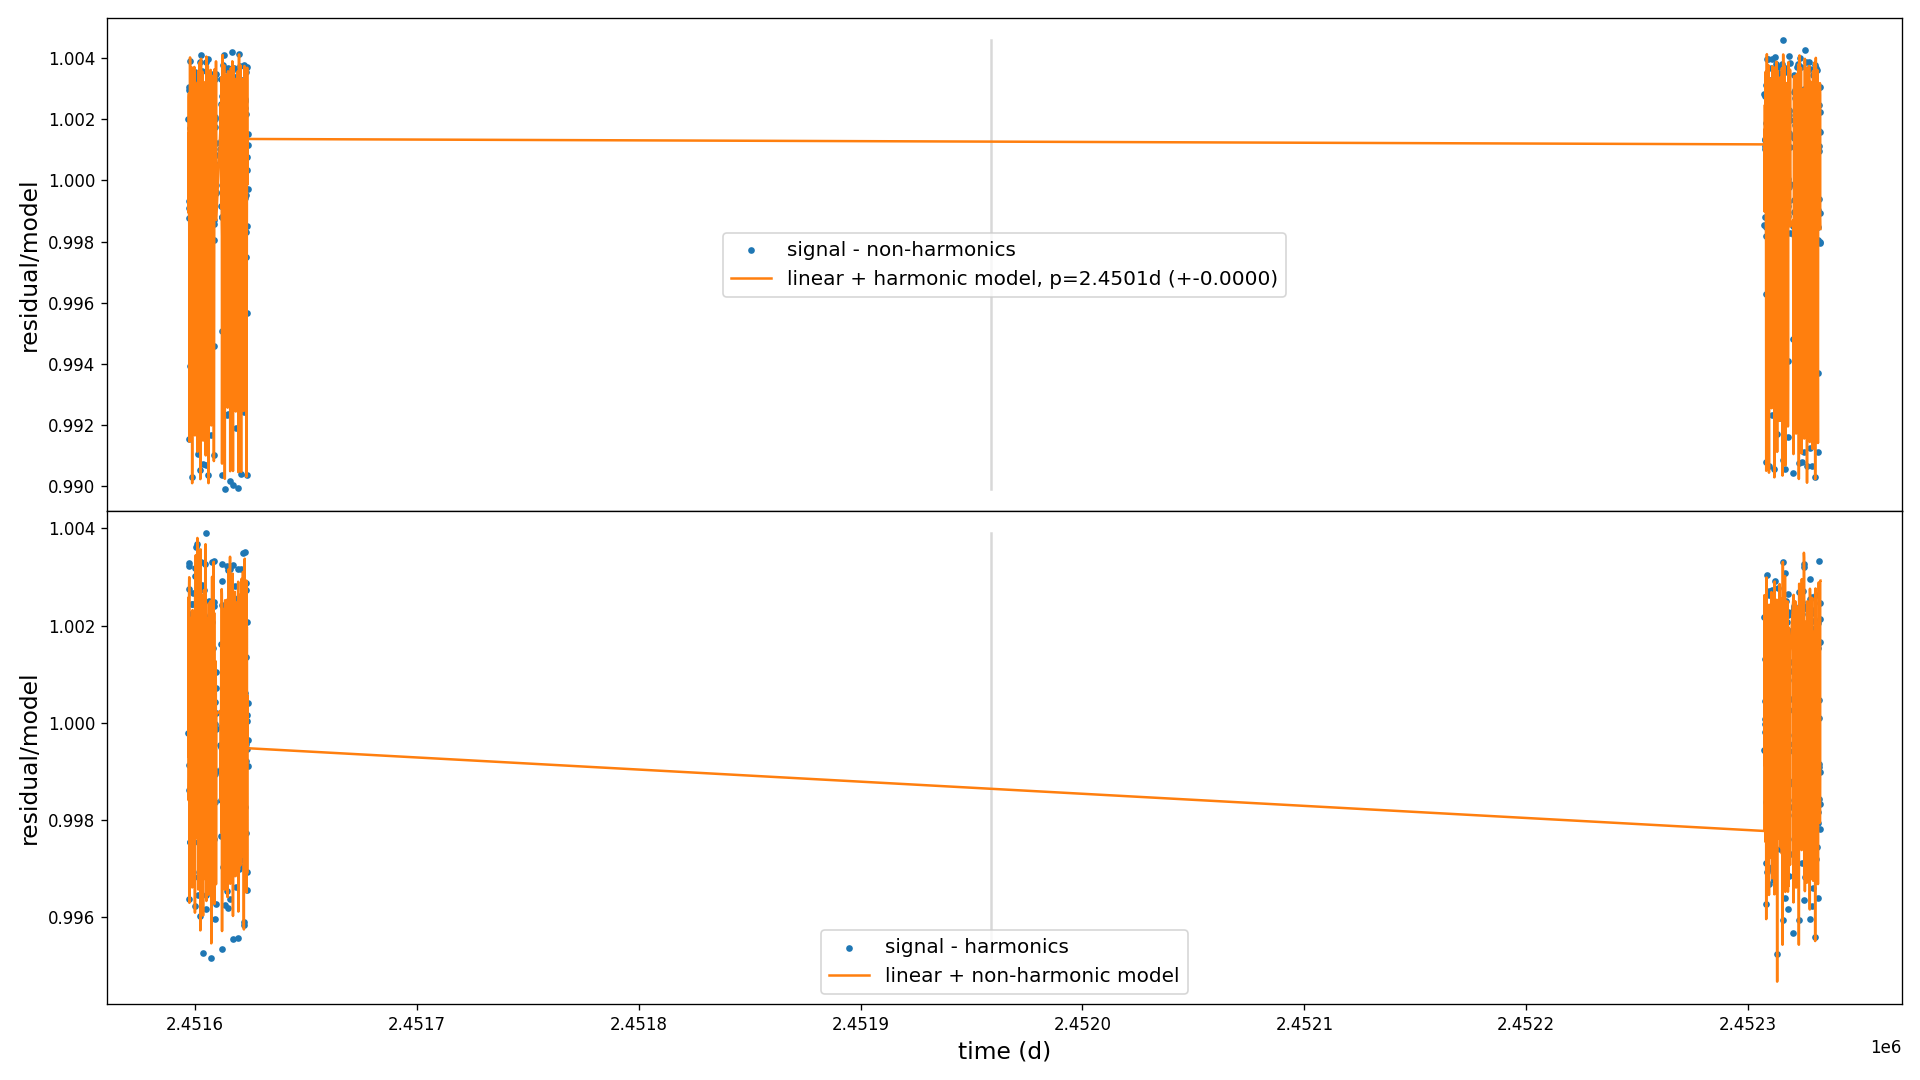 1.004
1.002
1.000
0.998
0.996
0.994
0.992
0.990
residual/model
signal - non-harmonics
linear + harmonic model, p=2.4501d (+-0.0000)
1.004
1.002
1.000
0.998
0.996
residual/model
signal - harmonics
linear + non-harmonic model
2.4516 2.4517 2.4518 2.4519 2.4520 2.4521 2.4522 2.4523
1e6
time (d)